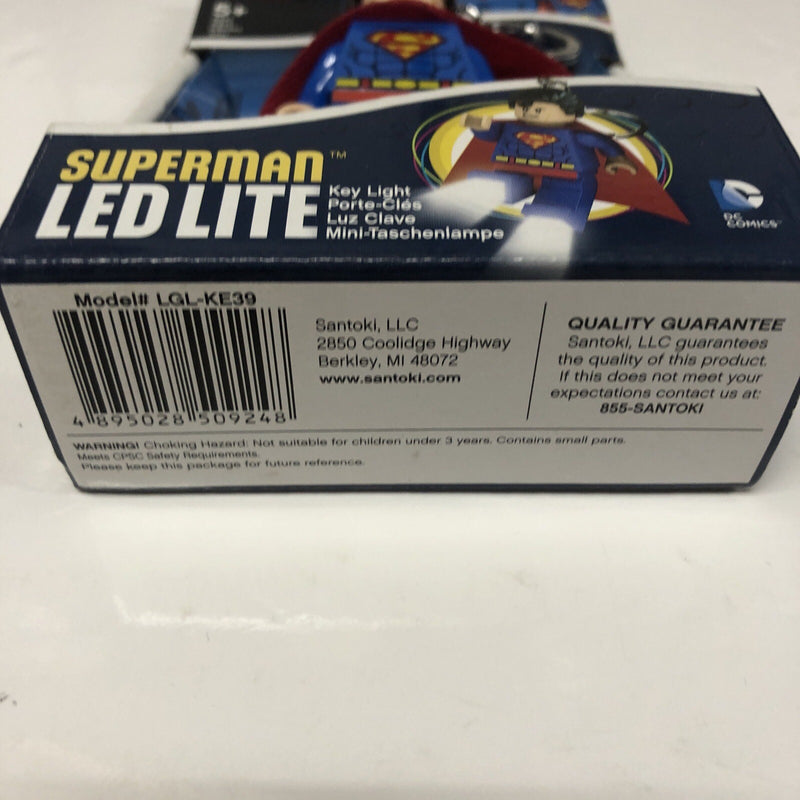 SUPERMAN™
LED LITE
Key Light
Porte-Clés
Luz Clave
Mini-Taschenlampe
DC
COMICS™
Model# LGL-KE39
4 895028 509248
Santoki, LLC
2850 Coolidge Highway
Berkley, MI 48072
www.santoki.com
QUALITY GUARANTEE
Santoki, LLC guarantees
the quality of this product.
If this does not meet your
expectations contact us at:
855-SANTOKI
WARNING! Choking Hazard: Not suitable for children under 3 years. Contains small parts.
Meets CPSC Safety Requirements.
Please keep this package for future reference.